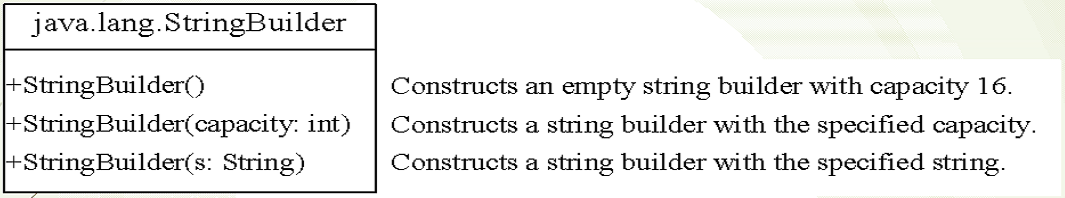 java.lang.StringBuilder
+StringBuilder() Constructs an empty string builder with capacity 16.
+StringBuilder(capacity: int) Constructs a string builder with the specified capacity.
+StringBuilder(s: String) Constructs a string builder with the specified string.